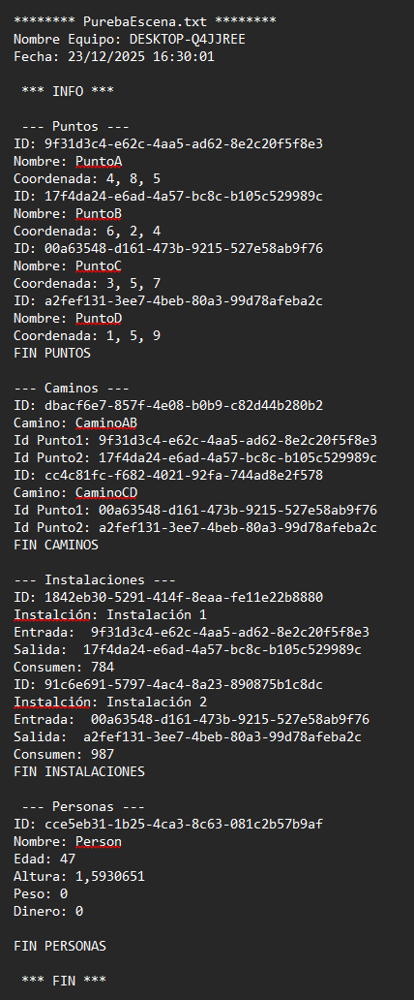 ******** PurebaEscena.txt ********
Nombre Equipo: DESKTOP-Q4JJREE
Fecha: 23/12/2025 16:30:01
*** INFO ***
--- Puntos ---
ID: 9f31d3c4-e62c-4aa5-ad62-8e2c20f5f8e3
Nombre: PuntoA
Coordenada: 4, 8, 5
ID: 17f4da24-e6ad-4a57-bc8c-b105c529989c
Nombre: PuntoB
Coordenada: 6, 2, 4
ID: 00a63548-d161-473b-9215-527e58ab9f76
Nombre: PuntoC
Coordenada: 3, 5, 7
ID: a2fef131-3ee7-4beb-80a3-99d78afeba2c
Nombre: PuntoD
Coordenada: 1, 5, 9
FIN PUNTOS
--- Caminos ---
ID: dbacf6e7-857f-4e08-b0b9-c82d44b280b2
Camino: CaminoAB
Id Punto1: 9f31d3c4-e62c-4aa5-ad62-8e2c20f5f8e3
Id Punto2: 17f4da24-e6ad-4a57-bc8c-b105c529989c
ID: cc4c81fc-f682-4021-92fa-744ad8e2f578
Camino: CaminoCD
Id Punto1: 00a63548-d161-473b-9215-527e58ab9f76
Id Punto2: a2fef131-3ee7-4beb-80a3-99d78afeba2c
FIN CAMINOS
--- Instalaciones ---
ID: 1842eb30-5291-414f-8eaa-fe11e22b8880
Instalción: Instalación 1
Entrada:  9f31d3c4-e62c-4aa5-ad62-8e2c20f5f8e3
Salida:  17f4da24-e6ad-4a57-bc8c-b105c529989c
Consumen: 784
ID: 91c6e691-5797-4ac4-8a23-890875b1c8dc
Instalción: Instalación 2
Entrada:  00a63548-d161-473b-9215-527e58ab9f76
Salida:  a2fef131-3ee7-4beb-80a3-99d78afeba2c
Consumen: 987
FIN INSTALACIONES
--- Personas ---
ID: cce5eb31-1b25-4ca3-8c63-081c2b57b9af
Nombre: Person
Edad: 47
Altura: 1,5930651
Peso: 0
Dinero: 0
FIN PERSONAS
*** FIN ***